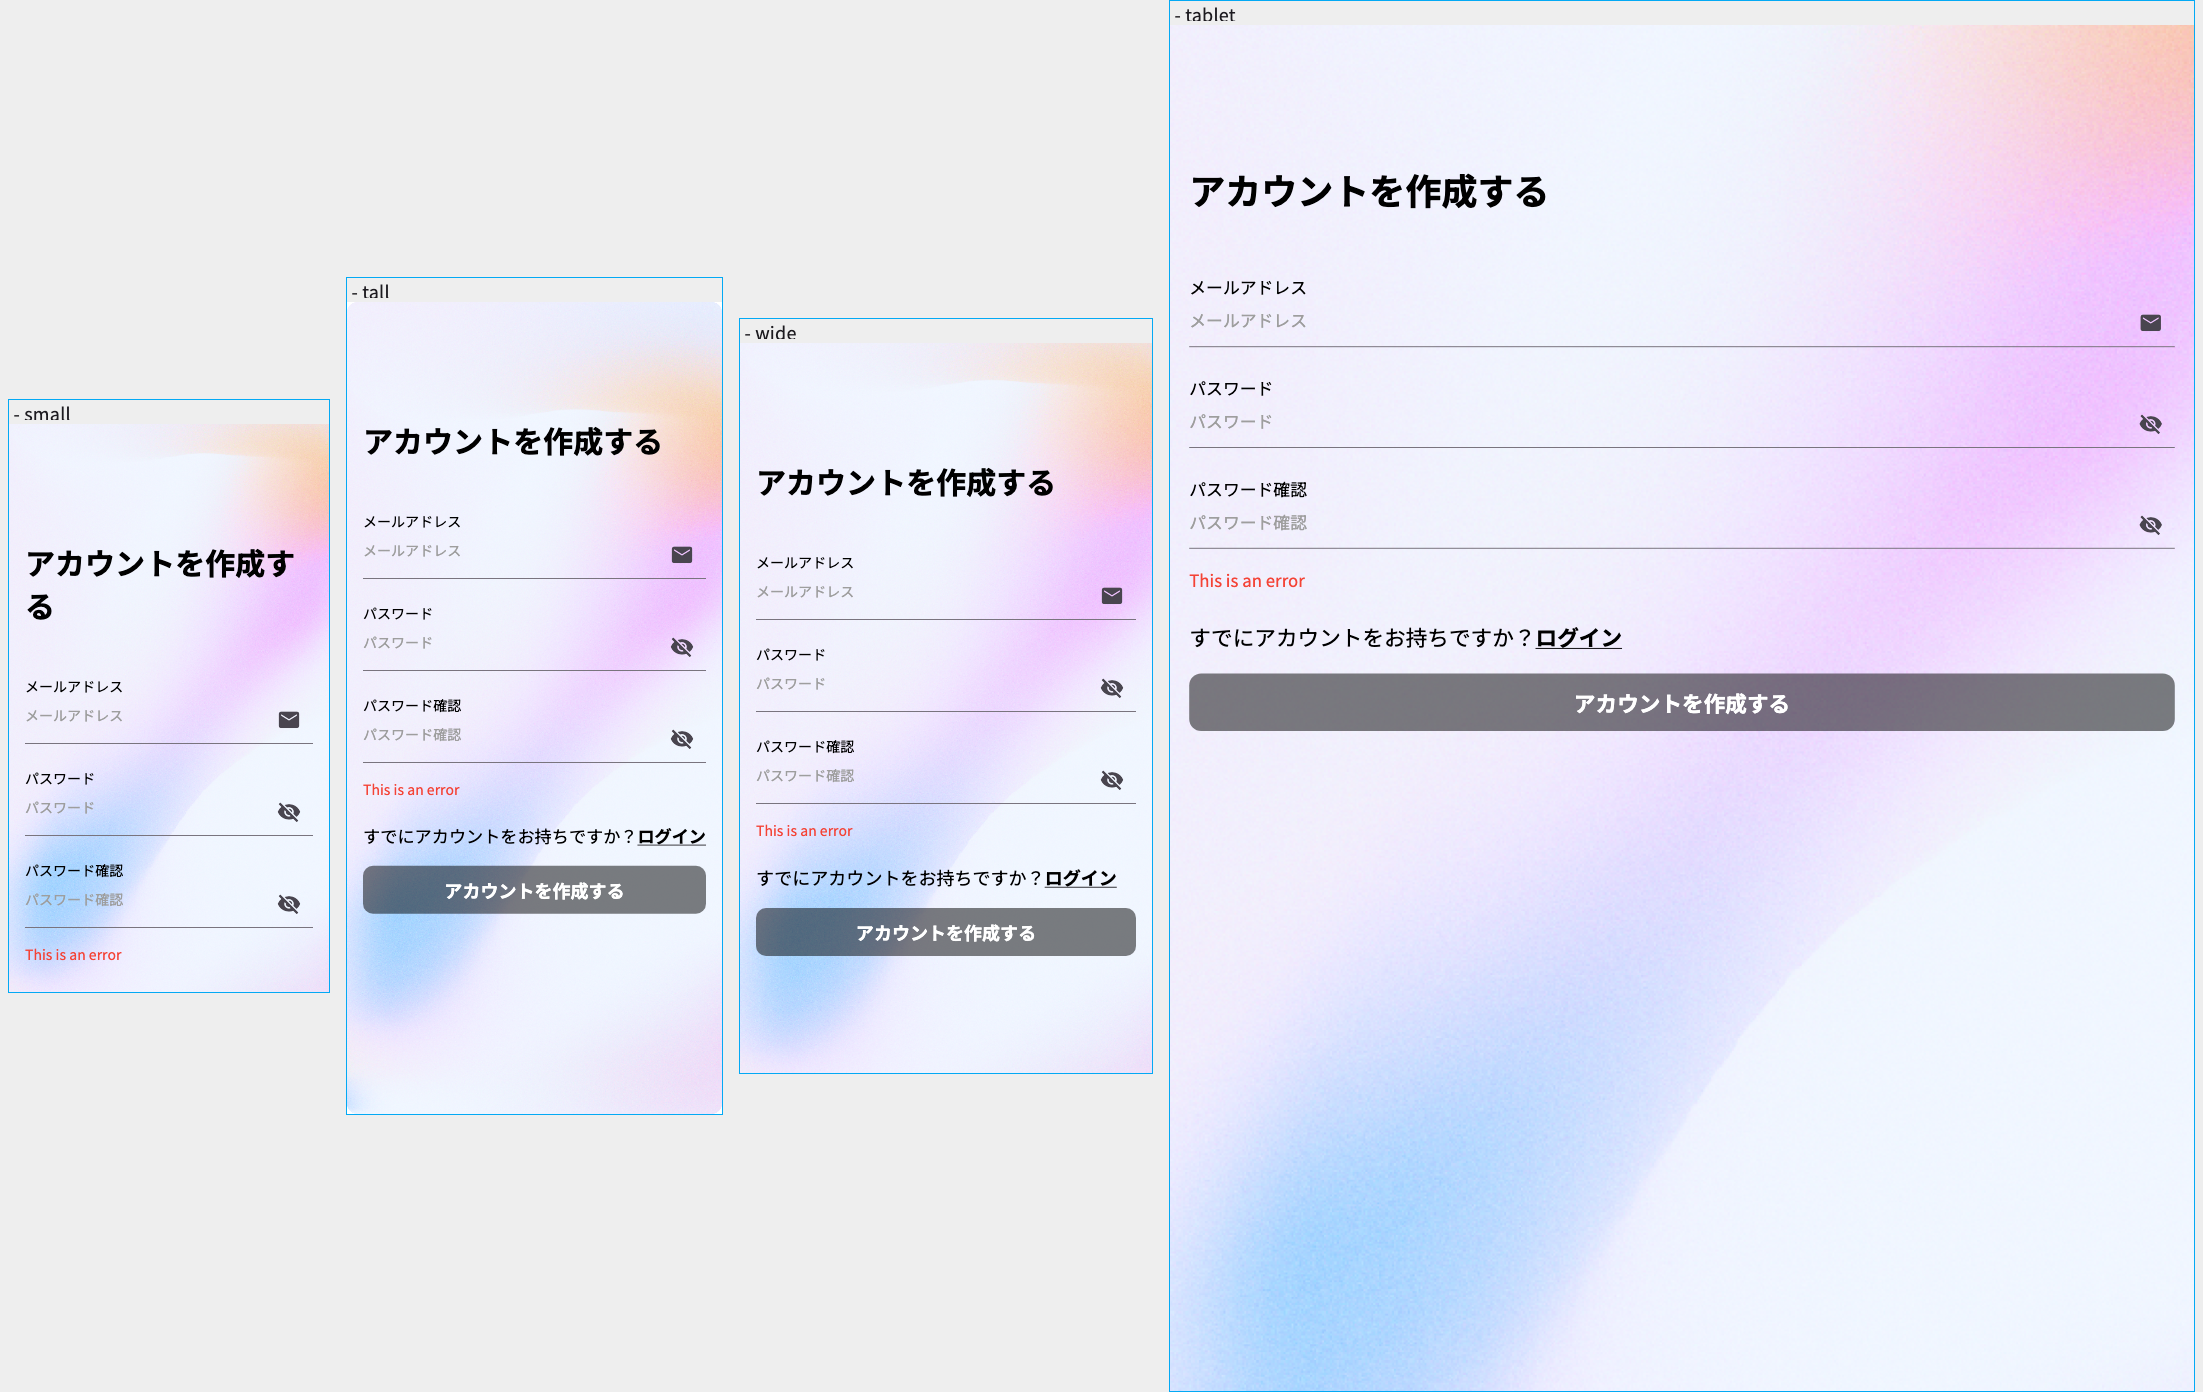 - small
アカウントを作成す
る
メールアドレス
メールアドレス
パスワード
パスワード
パスワード確認
パスワード確認
This is an error
- tall
アカウントを作成する
メールアドレス
メールアドレス
パスワード
パスワード
パスワード確認
パスワード確認
This is an error
すでにアカウントをお持ちですか？ログイン
アカウントを作成する
- wide
アカウントを作成する
メールアドレス
メールアドレス
パスワード
パスワード
パスワード確認
パスワード確認
This is an error
すでにアカウントをお持ちですか？ログイン
アカウントを作成する
- tablet
アカウントを作成する
メールアドレス
メールアドレス
パスワード
パスワード
パスワード確認
パスワード確認
This is an error
すでにアカウントをお持ちですか？ログイン
アカウントを作成する